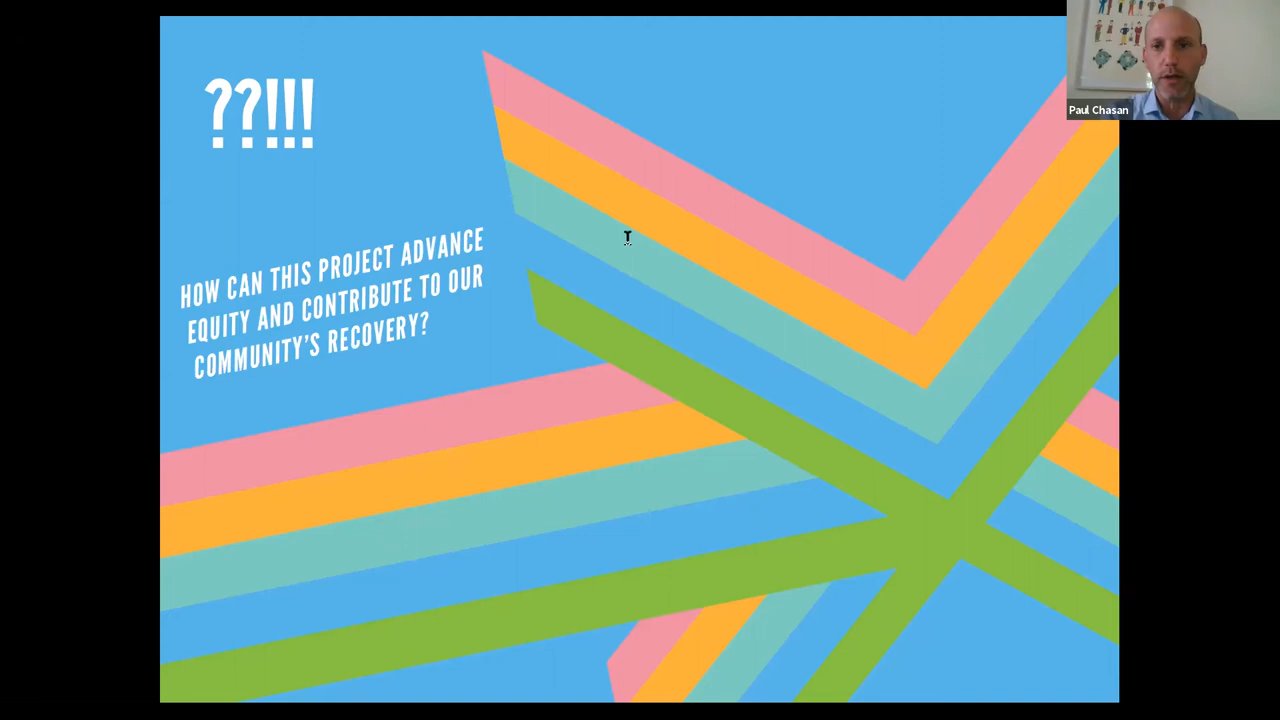 ??!!!
HOW CAN THIS PROJECT ADVANCE
EQUITY AND CONTRIBUTE TO OUR
COMMUNITY'S RECOVERY?
Paul Chasan